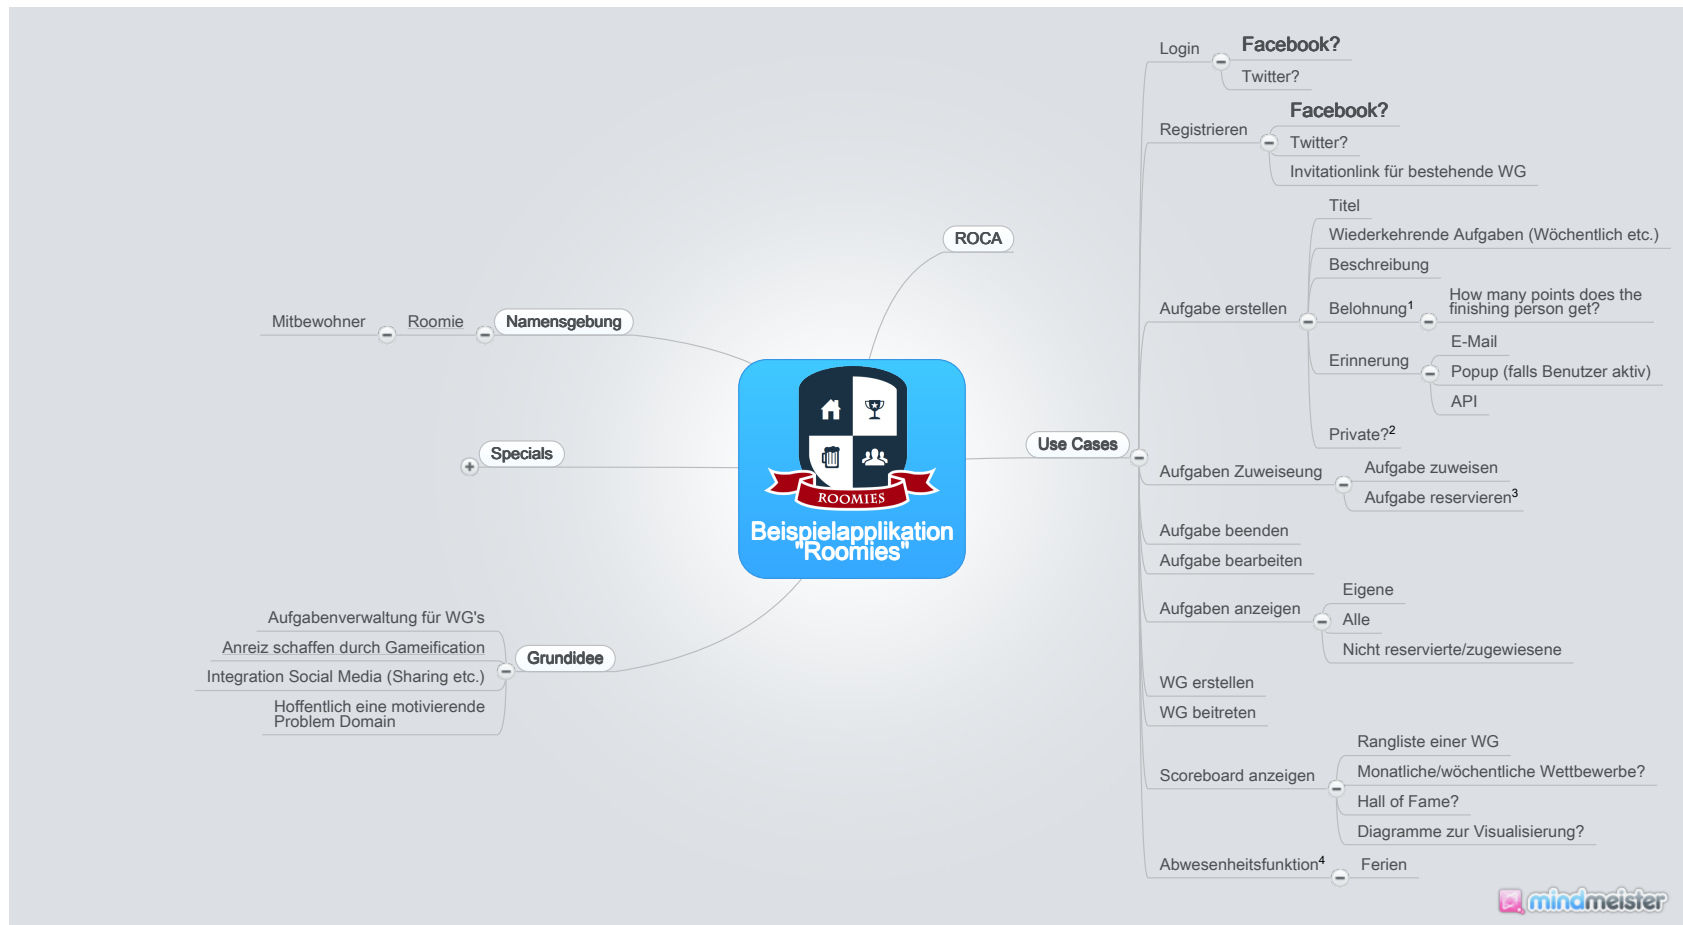 ROCA
Namensgebung
Roomie
Mitbewohner
Specials
ROOMIES
Beispielapplikation
"Roomies"
Grundidee
Aufgabenverwaltung für WG's
Anreiz schaffen durch Gameification
Integration Social Media (Sharing etc.)
Hoffentlich eine motivierende
Problem Domain
Use Cases
Login
Facebook?
Twitter?
Registrieren
Facebook?
Twitter?
Invitationlink für bestehende WG
Aufgabe erstellen
Titel
Wiederkehrende Aufgaben (Wöchentlich etc.)
Beschreibung
Belohnung¹
How many points does the
finishing person get?
Erinnerung
E-Mail
Popup (falls Benutzer aktiv)
API
Private?²
Aufgaben Zuweiseung
Aufgabe zuweisen
Aufgabe reservieren³
Aufgabe beenden
Aufgabe bearbeiten
Aufgaben anzeigen
Eigene
Alle
Nicht reservierte/zugewiesene
WG erstellen
WG beitreten
Scoreboard anzeigen
Rangliste einer WG
Monatliche/wöchentliche Wettbewerbe?
Hall of Fame?
Diagramme zur Visualisierung?
Abwesenheitsfunktion⁴
Ferien
mindmeister